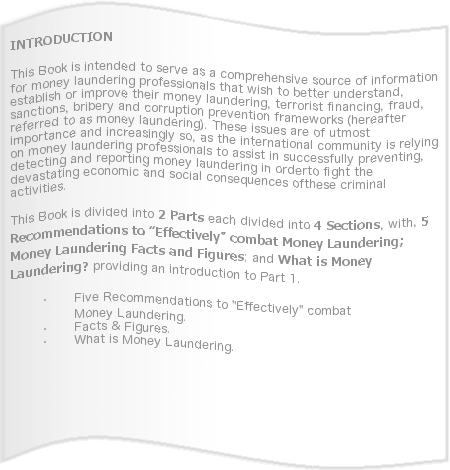 INTRODUCTION
This Book is intended to serve as a comprehensive source of information
for money laundering professionals that wish to better understand,
establish or improve their money laundering, terrorist financing, fraud,
sanctions, bribery and corruption prevention frameworks (hereafter
referred to as money laundering). These issues are of utmost
importance and increasingly so, as the international community is relying
on money laundering professionals to assist in successfully preventing,
detecting and reporting money laundering in orderto fight the
devastating economic and social consequences ofthese criminal
activities.
This Book is divided into 2 Parts each divided into 4 Sections, with, 5
Recommendations to "Effectively" combat Money Laundering;
Money Laundering Facts and Figures; and What is Money
Laundering? providing an introduction to Part 1.
· Five Recommendations to "Effectively" combat
Money Laundering.
· Facts & Figures.
· What is Money Laundering.